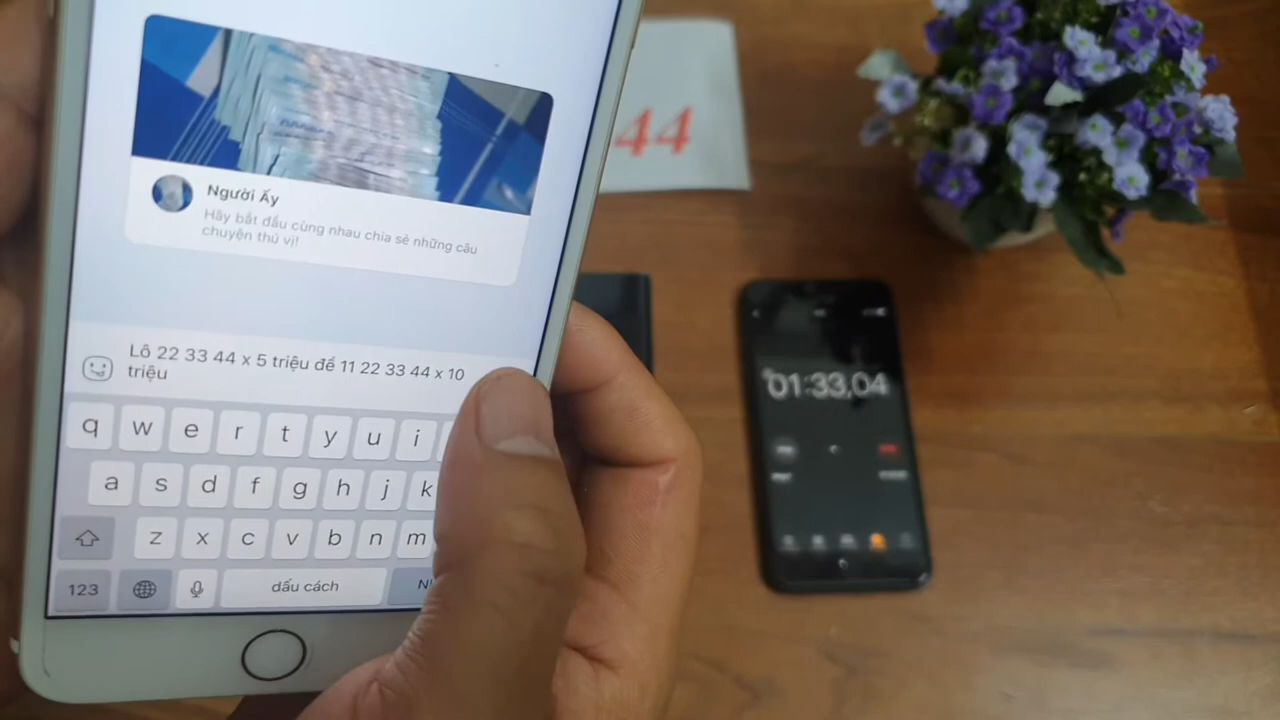 44
Người Ấy
Hãy bắt đầu cùng nhau chia sẻ những câu
chuyện thú vị!
Lô 22 33 44 x 5 triệu đề 11 22 33 44 x 10
triệu
01:33,04
q w e r t y u i
a s d f g h j k
z x c v b n m
123 dấu cách